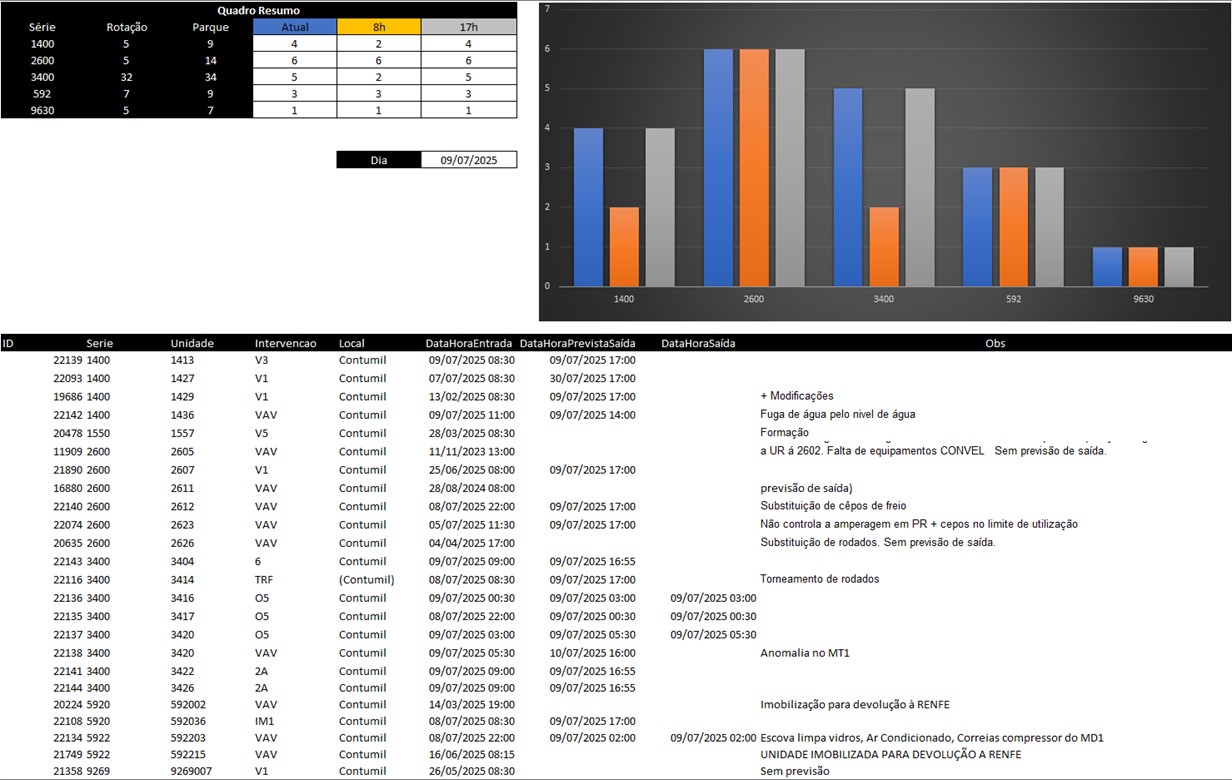 Quadro Resumo
Série Rotação Parque Atual 8h 17h
1400 5 9 4 2 4
2600 5 14 6 6 6
3400 32 34 5 2 5
592 7 9 3 3 3
9630 5 7 1 1 1
Dia 09/07/2025
7
6
5
4
3
2
1
0
1400 2600 3400 592 9630
ID Serie Unidade Intervencao Local DataHoraEntrada DataHoraPrevistaSaída DataHoraSaída Obs
22139 1400 1413 V3 Contumil 09/07/2025 08:30 09/07/2025 17:00
22093 1400 1427 V1 Contumil 07/07/2025 08:30 30/07/2025 17:00
19686 1400 1429 V1 Contumil 13/02/2025 08:30 09/07/2025 17:00 + Modificações
22142 1400 1436 VAV Contumil 09/07/2025 11:00 09/07/2025 14:00 Fuga de água pelo nivel de água
20478 1550 1557 V5 Contumil 28/03/2025 08:30 Formação
11909 2600 2605 VAV Contumil 11/11/2023 13:00 a UR á 2602. Falta de equipamentos CONVEL Sem previsão de saída.
21890 2600 2607 V1 Contumil 25/06/2025 08:00 09/07/2025 17:00
16880 2600 2611 VAV Contumil 28/08/2024 08:00 previsão de saída)
22140 2600 2612 VAV Contumil 08/07/2025 22:00 09/07/2025 17:00 Substituição de cêpos de freio
22074 2600 2623 VAV Contumil 05/07/2025 11:30 09/07/2025 17:00 Não controla a amperagem em PR + cepos no limite de utilização
20635 2600 2626 VAV Contumil 04/04/2025 17:00 Substituição de rodados. Sem previsão de saída.
22143 3400 3404 6 Contumil 09/07/2025 09:00 09/07/2025 16:55
22116 3400 3414 TRF (Contumil) 08/07/2025 08:30 09/07/2025 17:00 Torneamento de rodados
22136 3400 3416 O5 Contumil 09/07/2025 00:30 09/07/2025 03:00 09/07/2025 03:00
22135 3400 3417 O5 Contumil 08/07/2025 22:00 09/07/2025 00:30 09/07/2025 00:30
22137 3400 3420 O5 Contumil 09/07/2025 03:00 09/07/2025 05:30 09/07/2025 05:30
22138 3400 3420 VAV Contumil 09/07/2025 05:30 10/07/2025 16:00 Anomalia no MT1
22141 3400 3422 2A Contumil 09/07/2025 09:00 09/07/2025 16:55
22144 3400 3426 2A Contumil 09/07/2025 09:00 09/07/2025 16:55
20224 5920 592002 VAV Contumil 14/03/2025 19:00 Imobilização para devolução à RENFE
22108 5920 592036 IM1 Contumil 08/07/2025 08:30 09/07/2025 17:00
22134 5922 592203 VAV Contumil 08/07/2025 22:00 09/07/2025 02:00 09/07/2025 02:00 Escova limpa vidros, Ar Condicionado, Correias compressor do MD1
21749 5922 592215 VAV Contumil 16/06/2025 08:15 UNIDADE IMOBILIZADA PARA DEVOLUÇÃO A RENFE
21358 9269 9269007 V1 Contumil 26/05/2025 08:30 Sem previsão